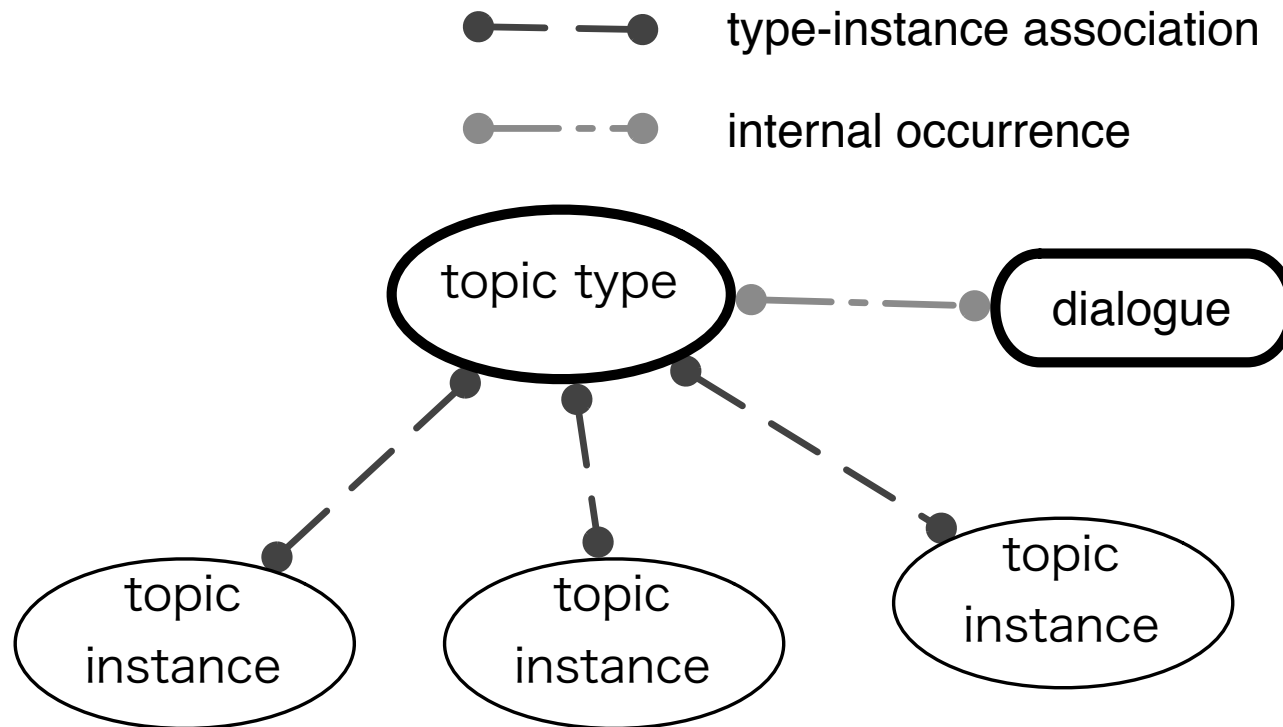 type-instance association
internal occurrence
topic type
dialogue
topic
instance
topic
instance
topic
instance